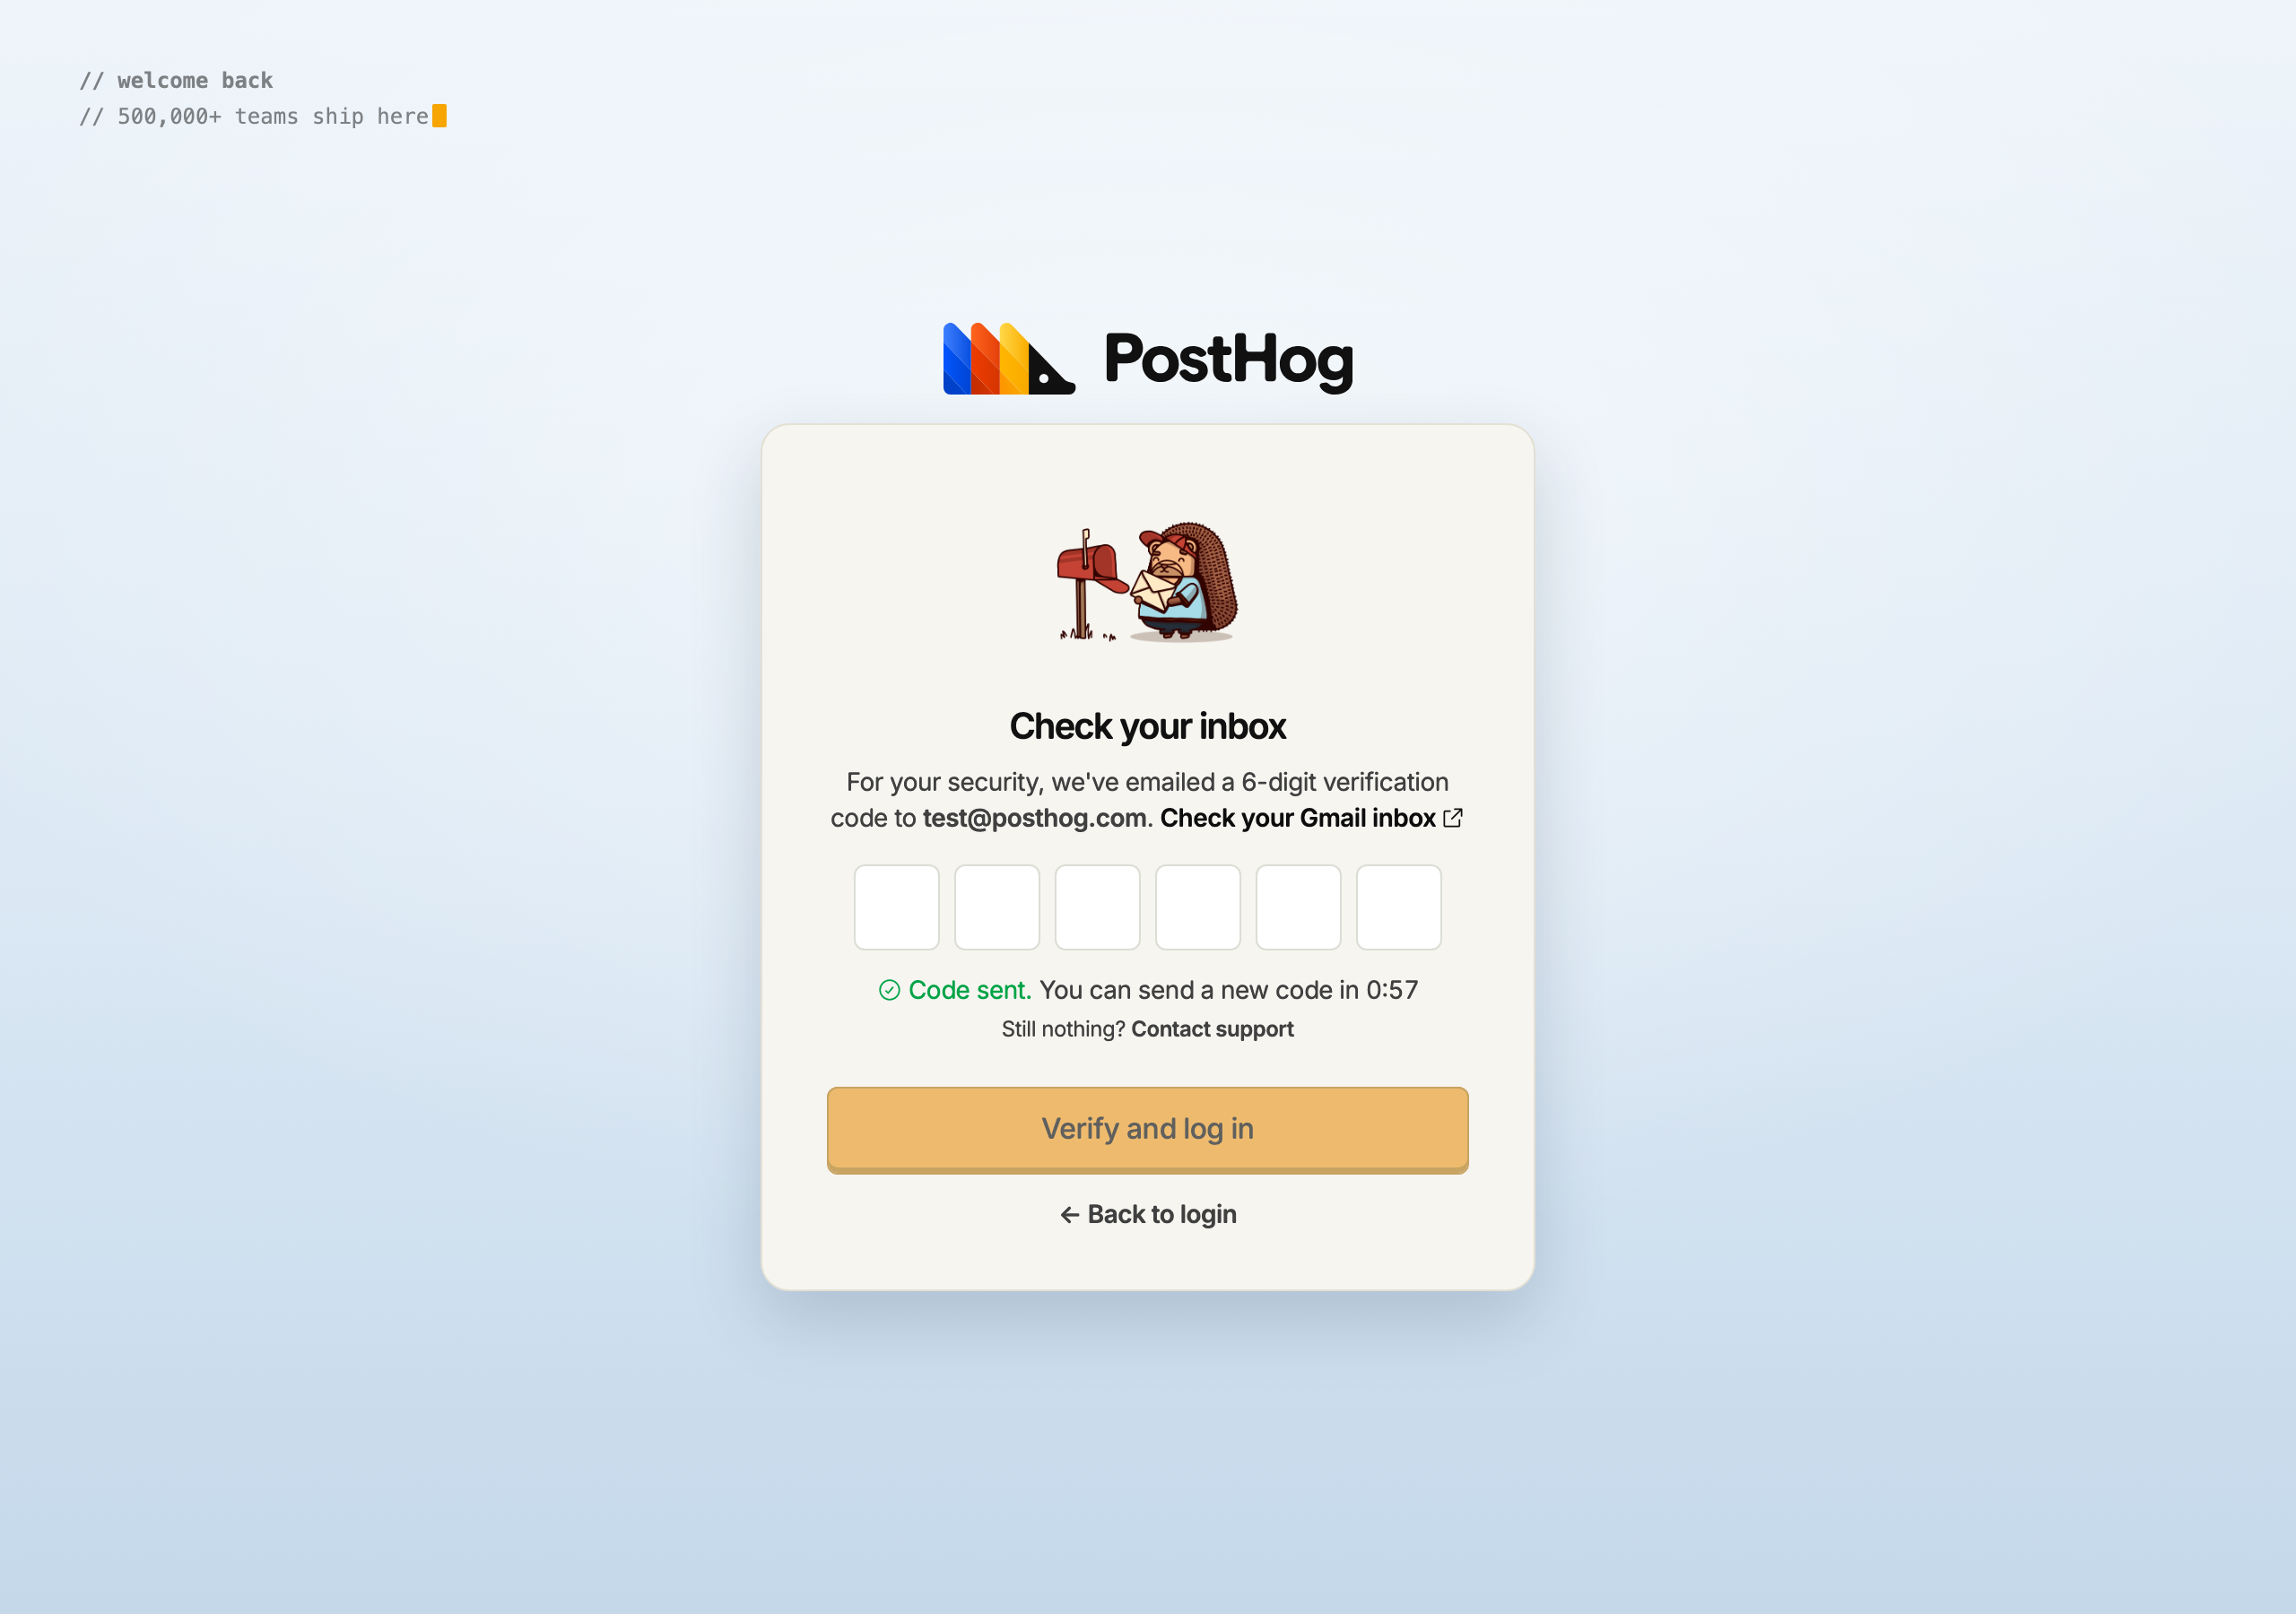 // welcome back
// 500,000+ teams ship here
PostHog
Check your inbox
For your security, we've emailed a 6-digit verification
code to test@posthog.com. Check your Gmail inbox
Code sent. You can send a new code in 0:57
Still nothing? Contact support
Verify and log in
← Back to login